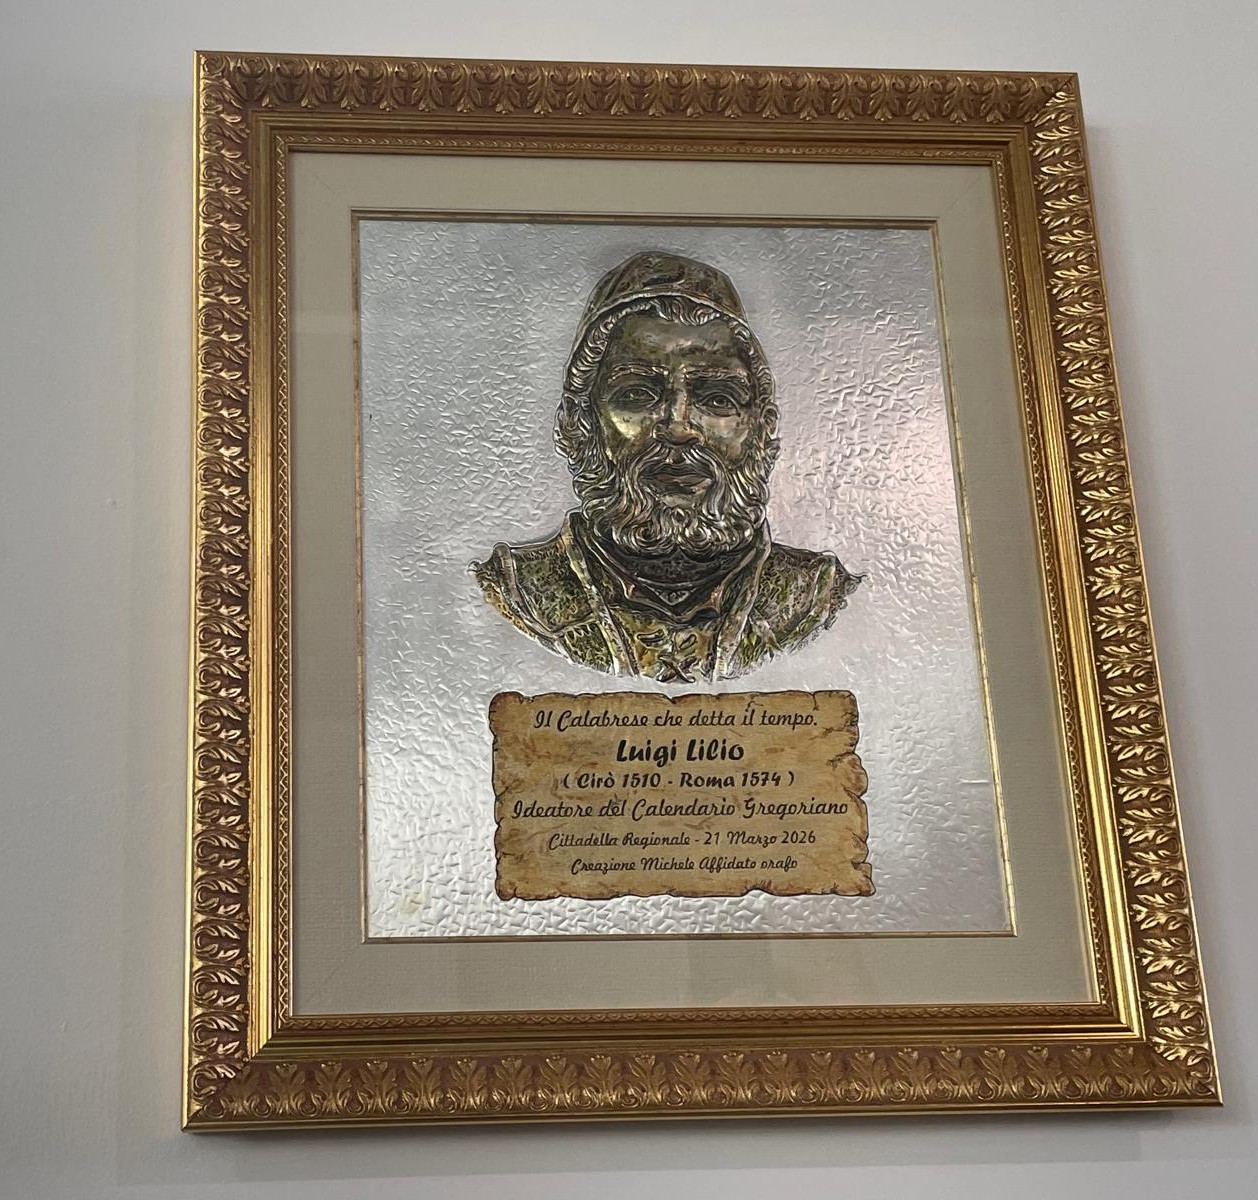 Il Calabrese che detta il tempo.
Luigi Lilio
( Cirò 1510 - Roma 1574 )
Ideatore del Calendario Gregoriano
Cittadella Regionale - 21 Marzo 2026
Creazione Michele Affidato orafo